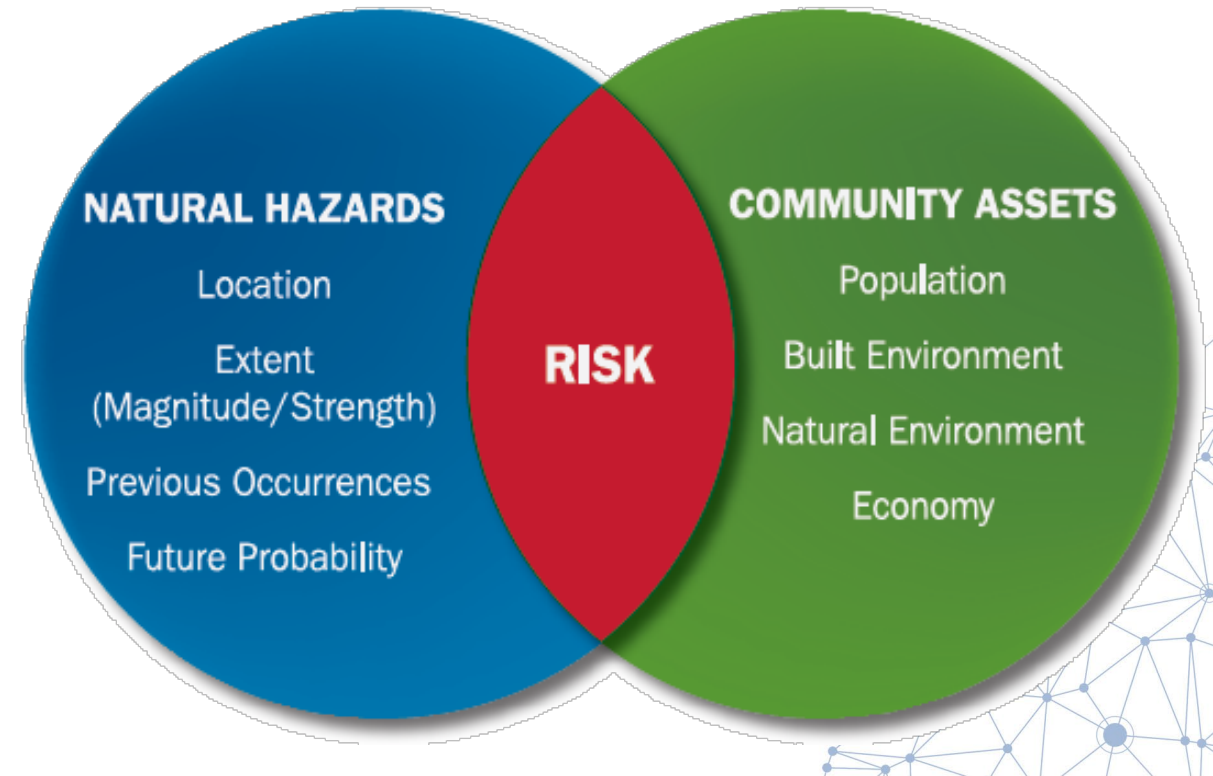 NATURAL HAZARDS
Location
Extent
(Magnitude/Strength)
Previous Occurrences
Future Probability
RISK
COMMUNITY ASSETS
Population
Built Environment
Natural Environment
Economy